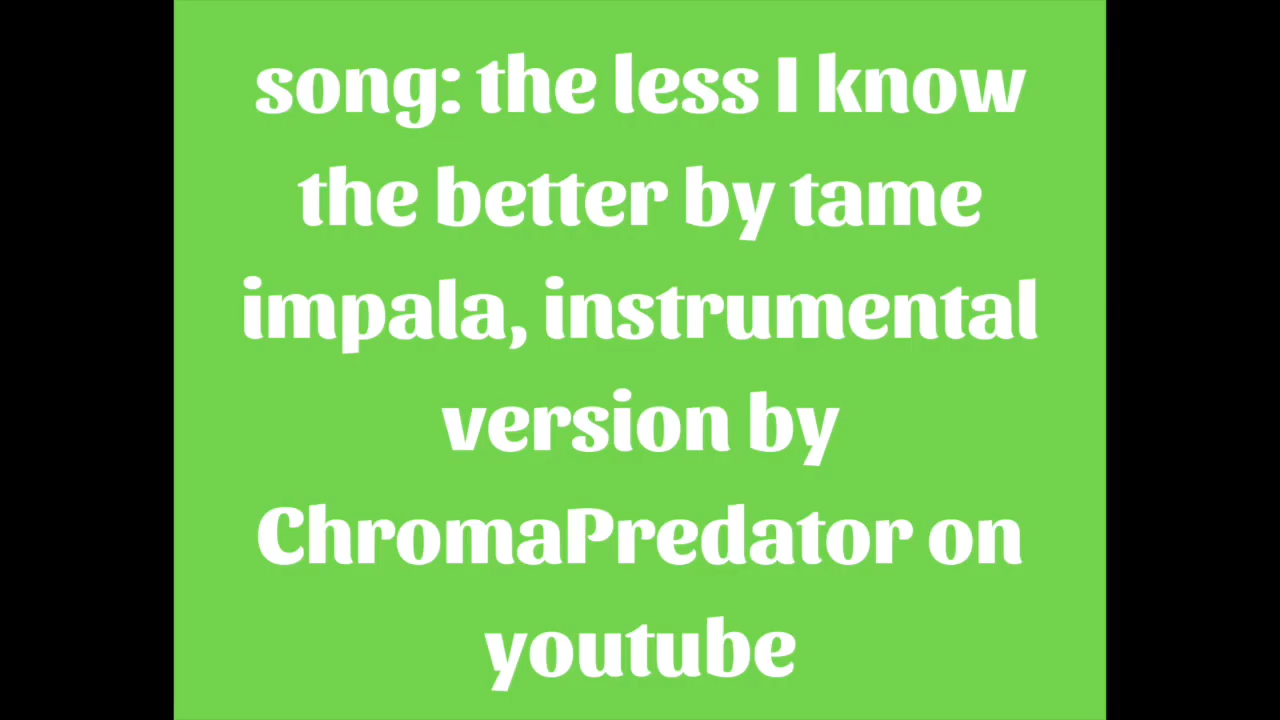 song: the less I know
the better by tame
impala, instrumental
version by
ChromaPredator on
youtube